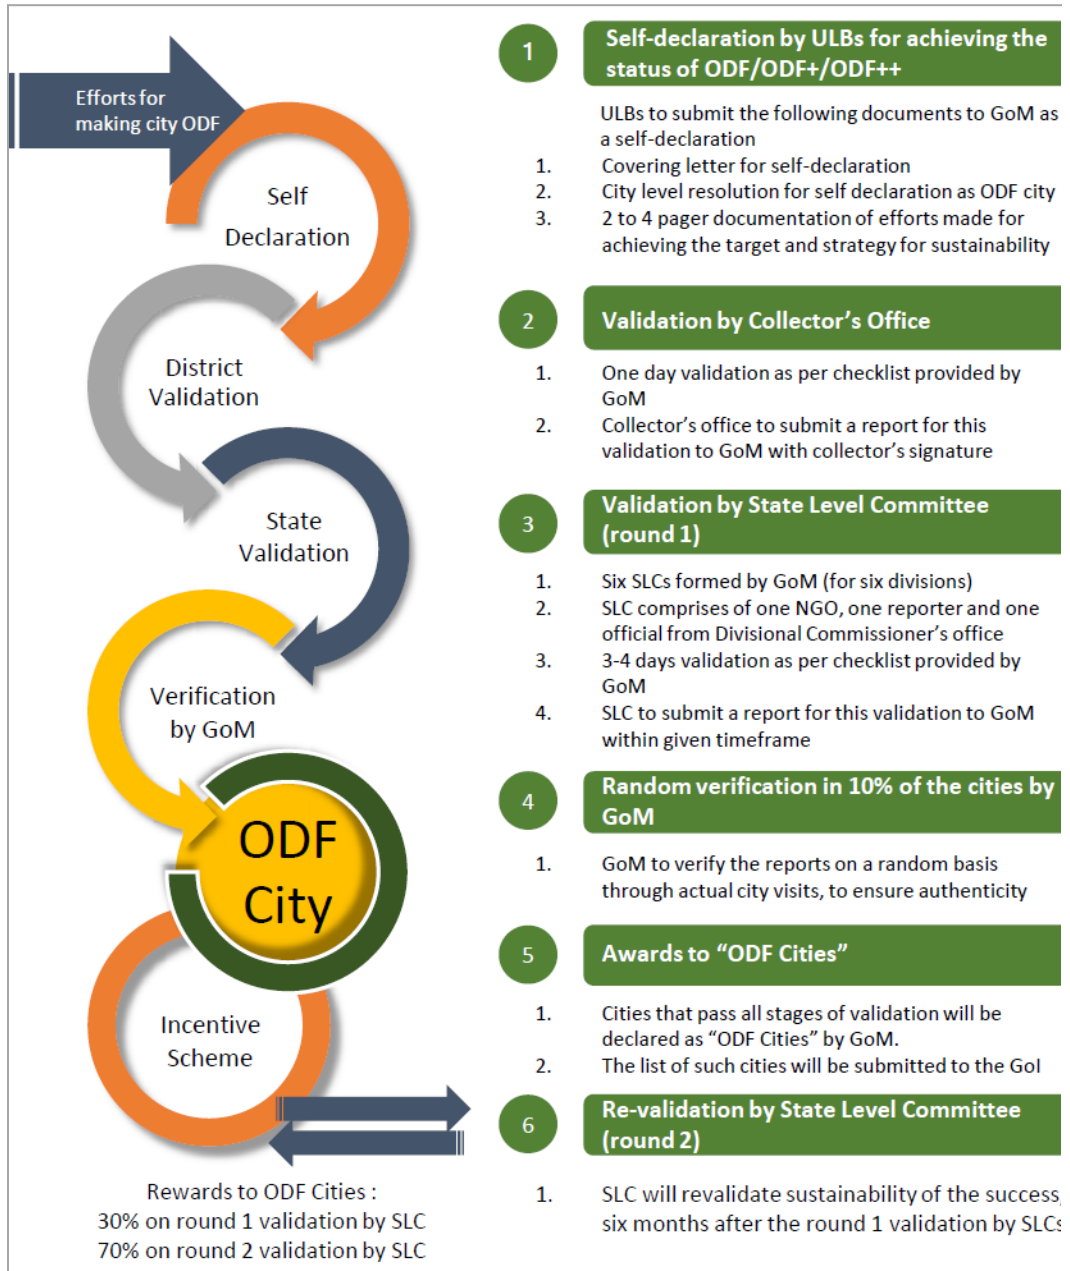 Efforts for
making city ODF
Self
Declaration
District
Validation
State
Validation
Verification
by GoM
ODF
City
Incentive
Scheme
Rewards to ODF Cities :
30% on round 1 validation by SLC
70% on round 2 validation by SLC
1
Self-declaration by ULBs for achieving the
status of ODF/ODF+/ODF++
ULBs to submit the following documents to GoM as
a self-declaration
1. Covering letter for self-declaration
2. City level resolution for self declaration as ODF city
3. 2 to 4 pager documentation of efforts made for
achieving the target and strategy for sustainability
2
Validation by Collector's Office
1. One day validation as per checklist provided by
GoM
2. Collector's office to submit a report for this
validation to GoM with collector's signature
3
Validation by State Level Committee
(round 1)
1. Six SLCs formed by GoM (for six divisions)
2. SLC comprises of one NGO, one reporter and one
official from Divisional Commissioner's office
3. 3-4 days validation as per checklist provided by
GoM
4. SLC to submit a report for this validation to GoM
within given timeframe
4
Random verification in 10% of the cities by
GoM
1. GoM to verify the reports on a random basis
through actual city visits, to ensure authenticity
5
Awards to "ODF Cities"
1. Cities that pass all stages of validation will be
declared as "ODF Cities" by GoM.
2. The list of such cities will be submitted to the GoI
6
Re-validation by State Level Committee
(round 2)
1. SLC will revalidate sustainability of the success,
six months after the round 1 validation by SLCs